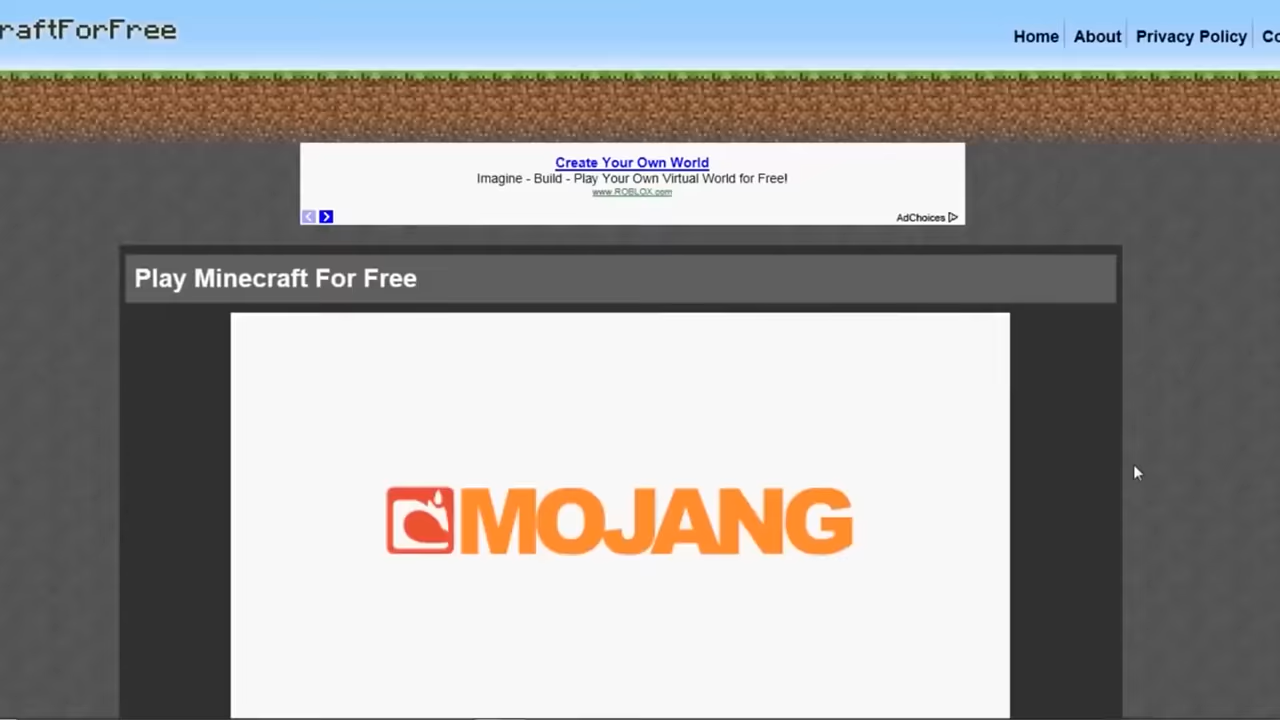 raftForFree
Home About Privacy Policy Co
Create Your Own World
Imagine - Build - Play Your Own Virtual World for Free!
www.ROBLOX.com
AdChoices
Play Minecraft For Free
MOJANG